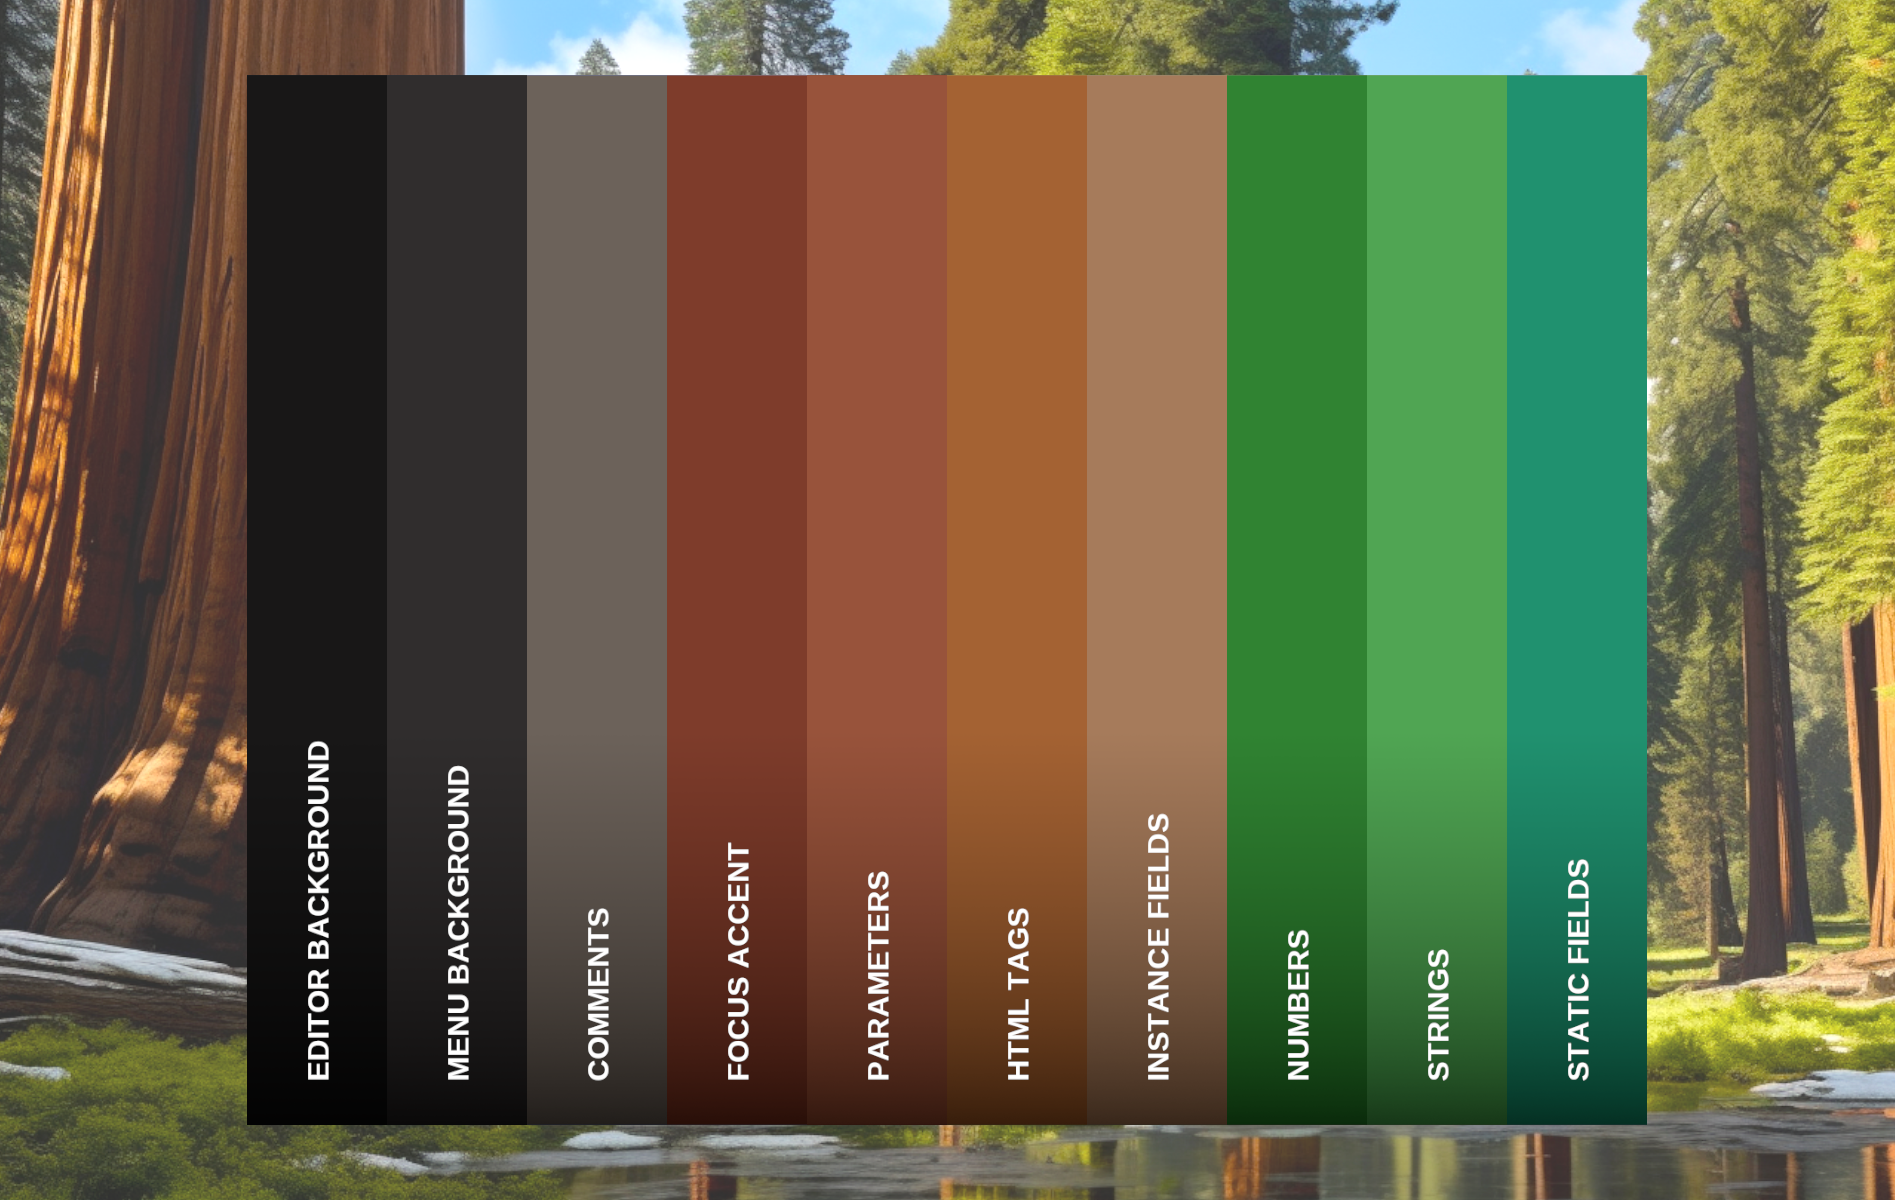 EDITOR BACKGROUND
MENU BACKGROUND
COMMENTS
FOCUS ACCENT
PARAMETERS
HTML TAGS
INSTANCE FIELDS
NUMBERS
STRINGS
STATIC FIELDS